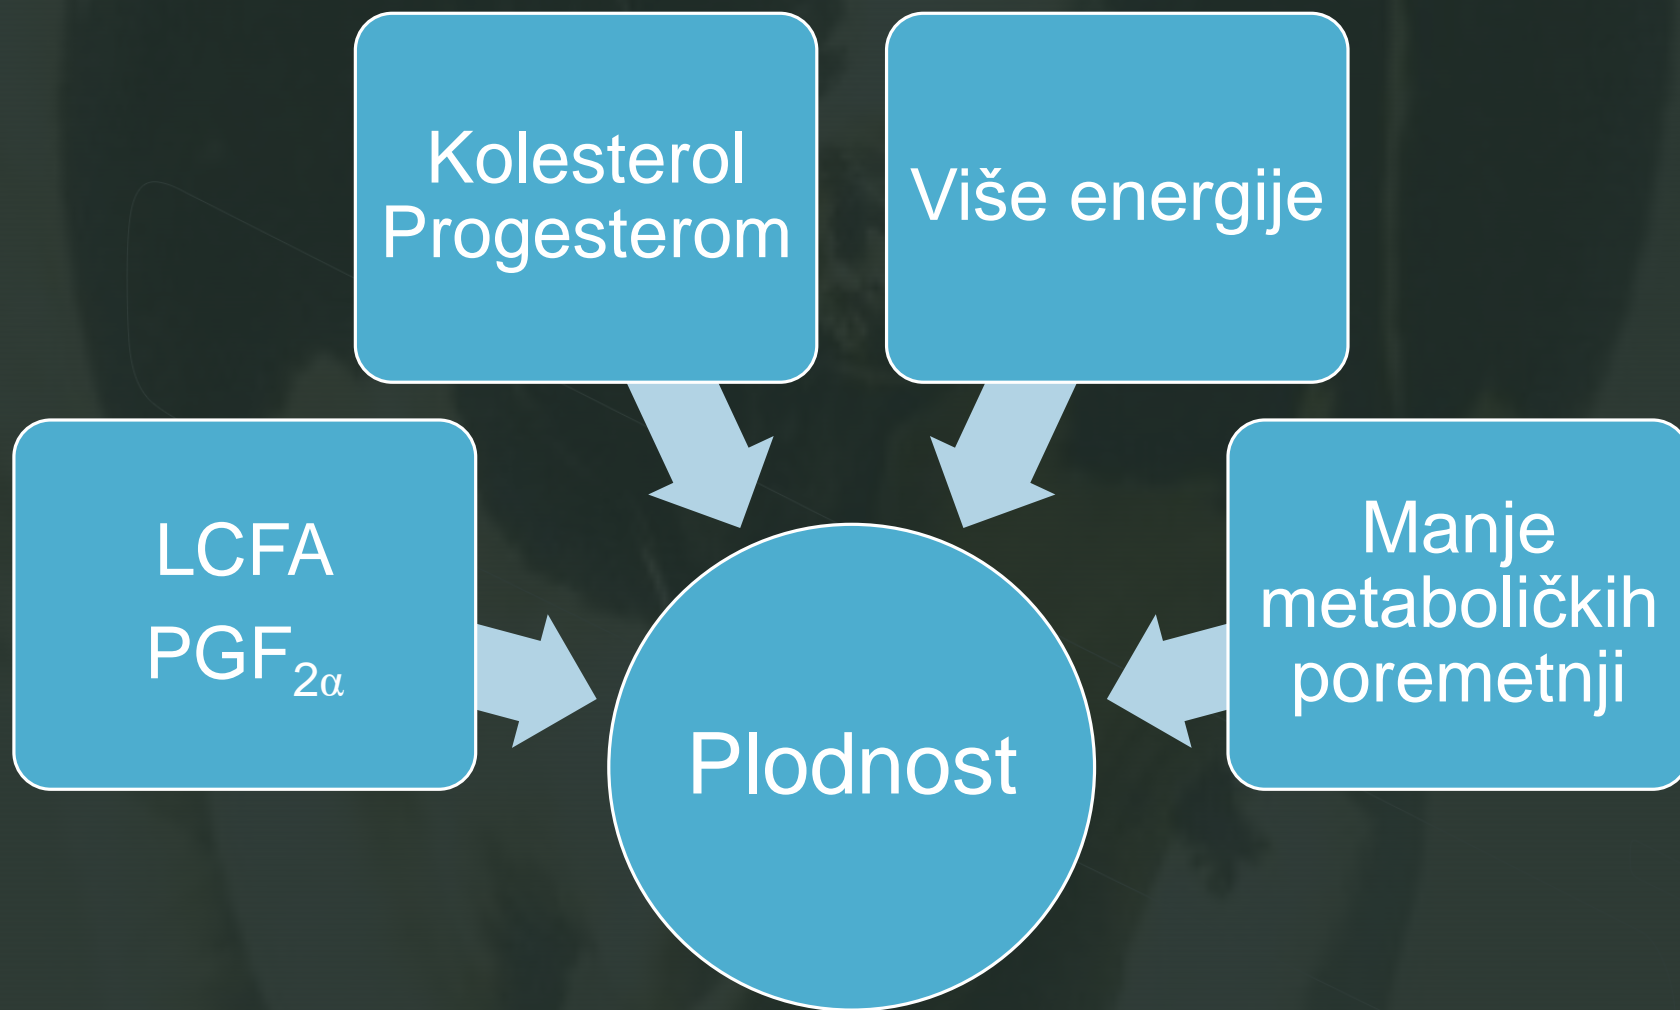 Kolesterol
Progesterom
Više energije
LCFA
PGF₂α
Manje
metaboličkih
poremetnji
Plodnost